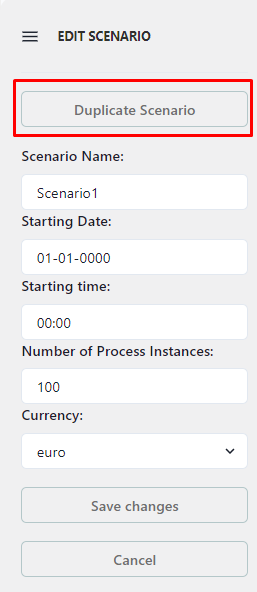 EDIT SCENARIO
Duplicate Scenario
Scenario Name:
Scenario1
Starting Date:
01-01-0000
Starting time:
00:00
Number of Process Instances:
100
Currency:
euro
Save changes
Cancel